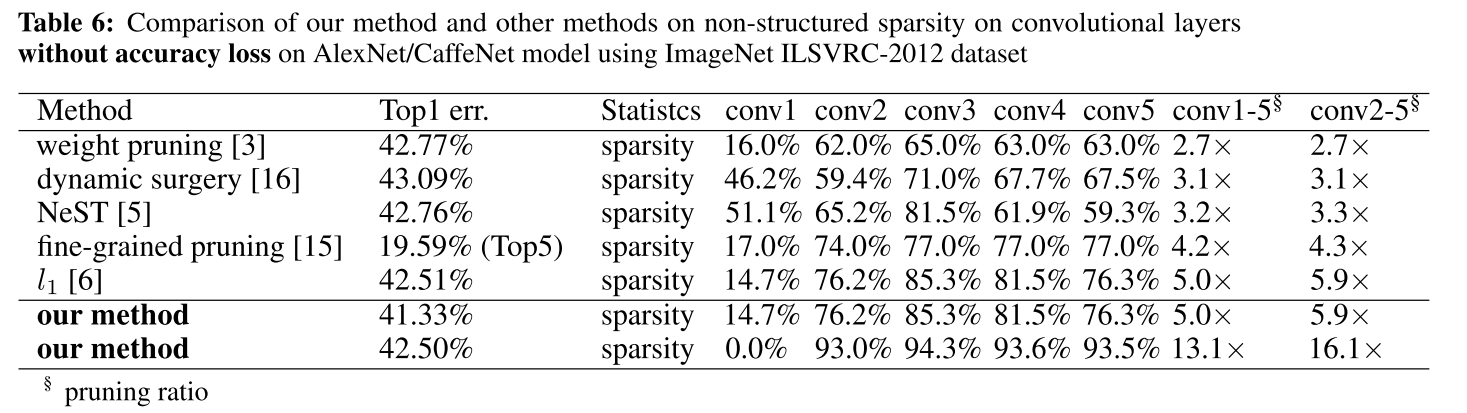 Table 6: Comparison of our method and other methods on non-structured sparsity on convolutional layers
without accuracy loss on AlexNet/CaffeNet model using ImageNet ILSVRC-2012 dataset
Method Top1 err. Statistcs conv1 conv2 conv3 conv4 conv5 conv1-5§ conv2-5§
weight pruning [3] 42.77% sparsity 16.0% 62.0% 65.0% 63.0% 63.0% 2.7× 2.7×
dynamic surgery [16] 43.09% sparsity 46.2% 59.4% 71.0% 67.7% 67.5% 3.1× 3.1×
NeST [5] 42.76% sparsity 51.1% 65.2% 81.5% 61.9% 59.3% 3.2× 3.3×
fine-grained pruning [15] 19.59% (Top5) sparsity 17.0% 74.0% 77.0% 77.0% 77.0% 4.2× 4.3×
l₁ [6] 42.51% sparsity 14.7% 76.2% 85.3% 81.5% 76.3% 5.0× 5.9×
our method 41.33% sparsity 14.7% 76.2% 85.3% 81.5% 76.3% 5.0× 5.9×
our method 42.50% sparsity 0.0% 93.0% 94.3% 93.6% 93.5% 13.1× 16.1×
§ pruning ratio